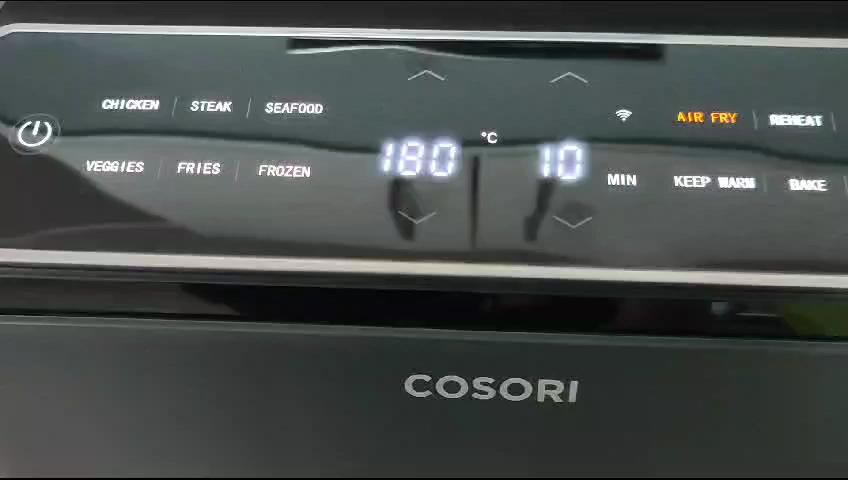 CHICKEN STEAK SEAFOOD
VEGGIES FRIES FROZEN
180 °C
10 MIN
AIR FRY REHEAT
KEEP WARM BAKE
COSORI